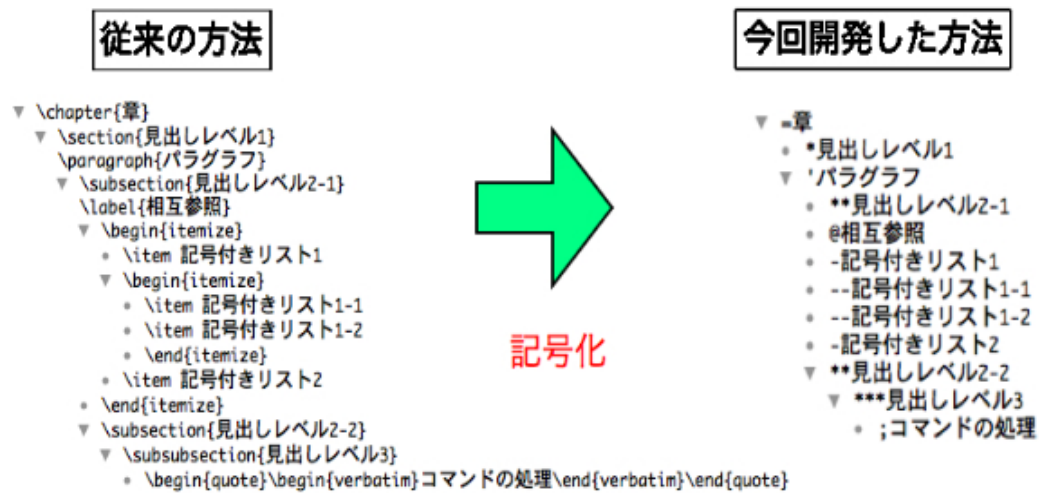 従来の方法
▼ \chapter{章}
▼ \section{見出しレベル1}
\paragraph{パラグラフ}
▼ \subsection{見出しレベル2-1}
\label{相互参照}
▼ \begin{itemize}
• \item 記号付きリスト1
▼ \begin{itemize}
• \item 記号付きリスト1-1
• \item 記号付きリスト1-2
• \end{itemize}
• \item 記号付きリスト2
• \end{itemize}
▼ \subsection{見出しレベル2-2}
▼ \subsubsection{見出しレベル3}
• \begin{quote}\begin{verbatim}コマンドの処理\end{verbatim}\end{quote}
記号化
今回開発した方法
▼ =章
• *見出しレベル1
▼ 'パラグラフ
• **見出しレベル2-1
• @相互参照
• -記号付きリスト1
• --記号付きリスト1-1
• --記号付きリスト1-2
• -記号付きリスト2
▼ **見出しレベル2-2
▼ ***見出しレベル3
• ;コマンドの処理